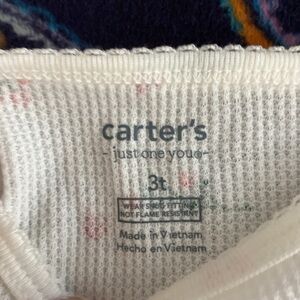 carter's
- just one you -
3t
WEAR SNUG FITTING
NOT FLAME RESISTANT
Made in Vietnam
Hecho en Vietnam